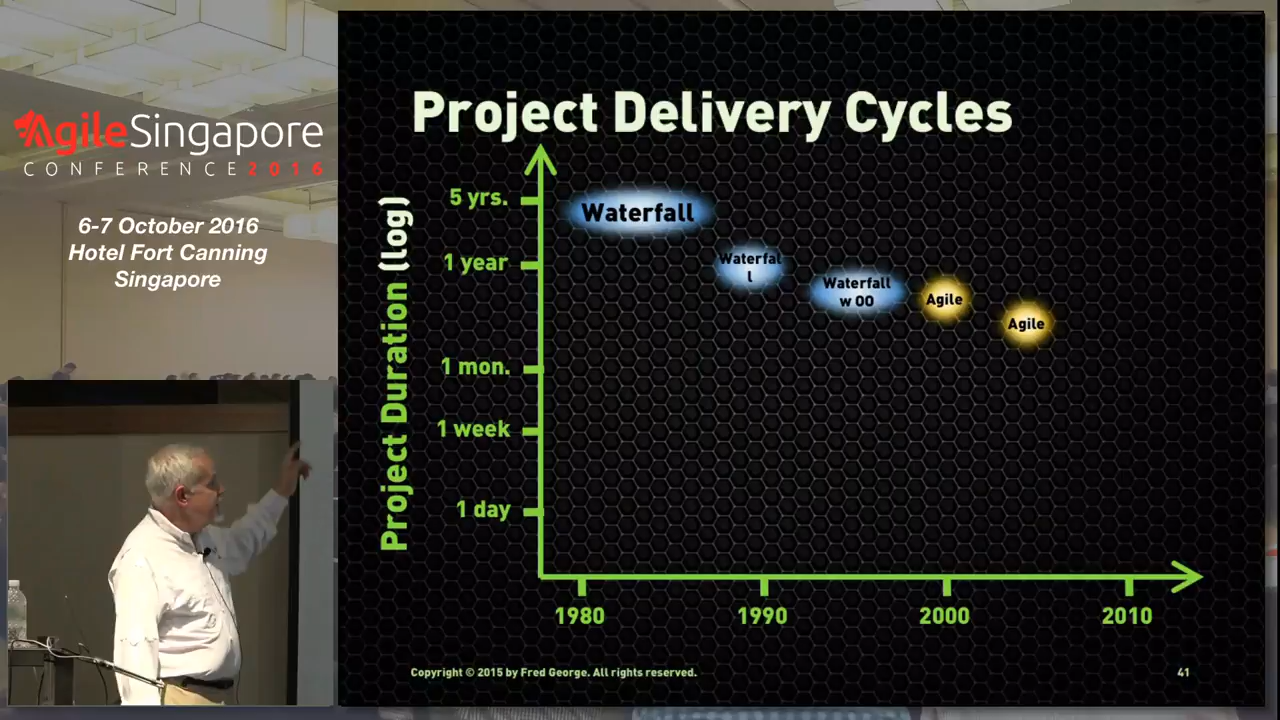 AgileSingapore
CONFERENCE 2016
6-7 October 2016
Hotel Fort Canning
Singapore
Project Delivery Cycles
Project Duration (Log)
5 yrs.
1 year
1 mon.
1 week
1 day
Waterfall
Waterfal
l
Waterfall
w OO
Agile
Agile
1980
1990
2000
2010
Copyright © 2015 by Fred George. All rights reserved.
41